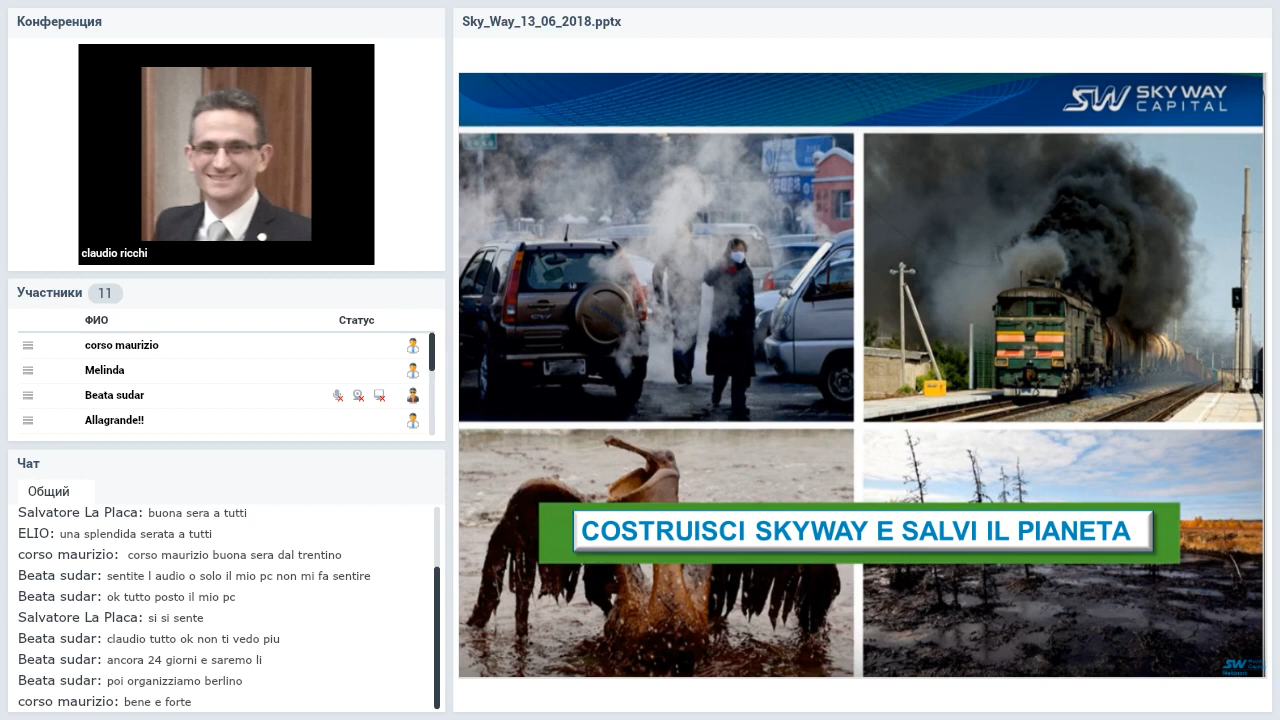 Конференция
claudio ricchi
Участники 11
ФИО Статус
corso maurizio
Melinda
Beata sudar
Allagrande!!
Чат
Общий
Salvatore La Placa: buona sera a tutti
ELIO: una splendida serata a tutti
corso maurizio: corso maurizio buona sera dal trentino
Beata sudar: sentite l audio o solo il mio pc non mi fa sentire
Beata sudar: ok tutto posto il mio pc
Salvatore La Placa: si si sente
Beata sudar: claudio tutto ok non ti vedo piu
Beata sudar: ancora 24 giorni e saremo li
Beata sudar: poi organizziamo berlino
corso maurizio: bene e forte
Sky_Way_13_06_2018.pptx
SW SKY WAY
CAPITAL
COSTRUISCI SKYWAY E SALVI IL PIANETA
SW